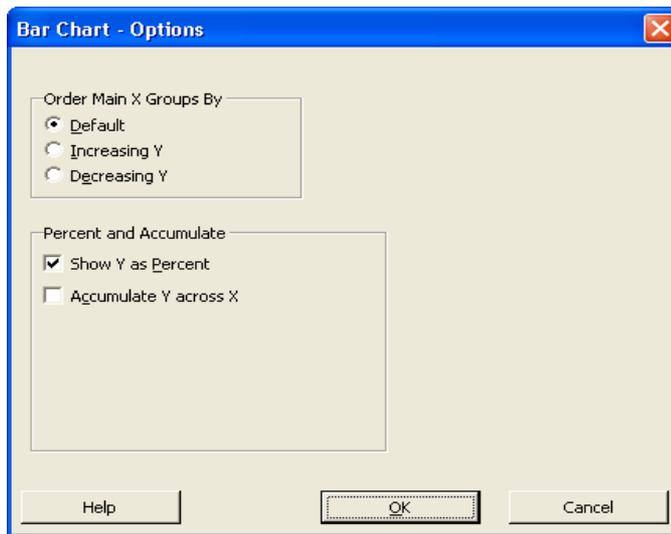 Bar Chart - Options
Order Main X Groups By
Default
Increasing Y
Decreasing Y
Percent and Accumulate
Show Y as Percent
Accumulate Y across X
Help
OK
Cancel